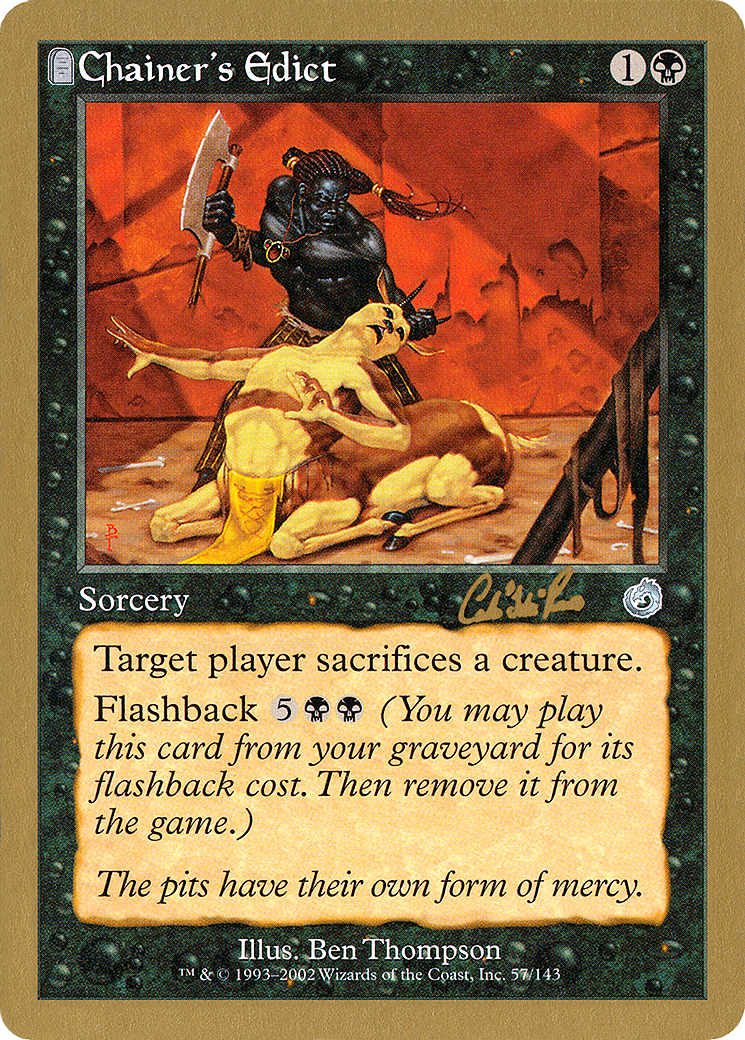 Chainer's Edict 1
Sorcery
Target player sacrifices a creature.
Flashback 5 (You may play
this card from your graveyard for its
flashback cost. Then remove it from
the game.)
The pits have their own form of mercy.
Illus. Ben Thompson
™ & © 1993–2002 Wizards of the Coast, Inc. 57/143